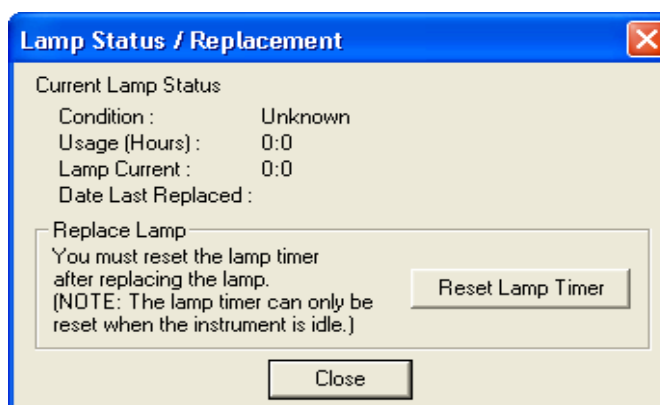 Lamp Status / Replacement
Current Lamp Status
Condition : Unknown
Usage (Hours) : 0:0
Lamp Current : 0:0
Date Last Replaced :
Replace Lamp
You must reset the lamp timer
after replacing the lamp.
(NOTE: The lamp timer can only be
reset when the instrument is idle.)
Reset Lamp Timer
Close